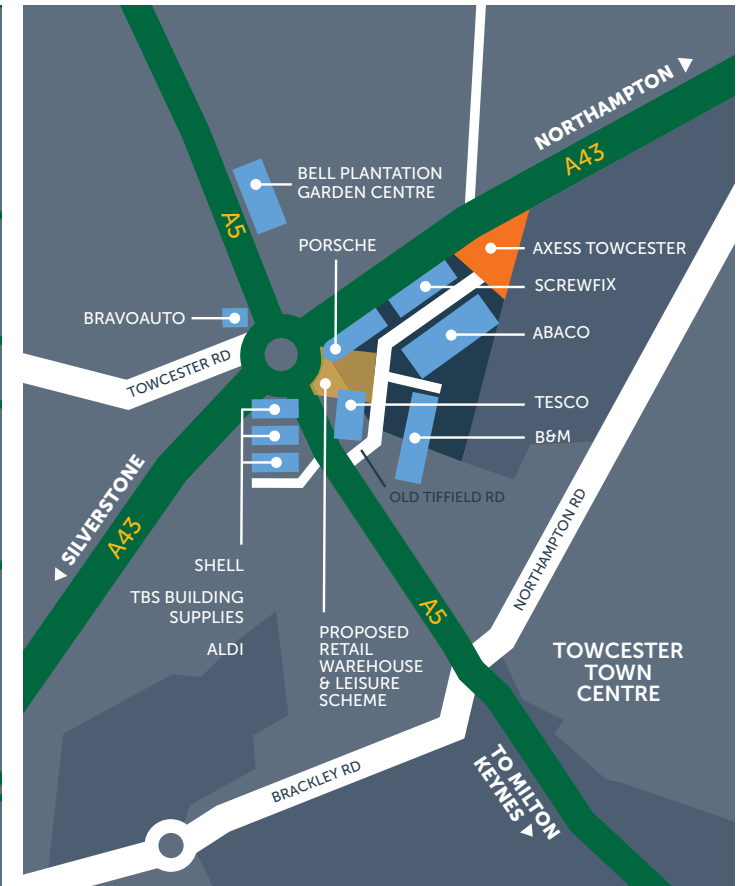 NORTHAMPTON
A43
BELL PLANTATION
GARDEN CENTRE
A5
PORSCHE
AXESS TOWCESTER
SCREWFIX
BRAVOAUTO
ABACO
TOWCESTER RD
TESCO
B&M
OLD TIFFIELD RD
SILVERSTONE
A43
NORTHAMPTON RD
SHELL
TBS BUILDING
SUPPLIES
ALDI
A5
PROPOSED
RETAIL
WAREHOUSE
& LEISURE
SCHEME
TOWCESTER
TOWN
CENTRE
BRACKLEY RD
TO MILTON
KEYNES